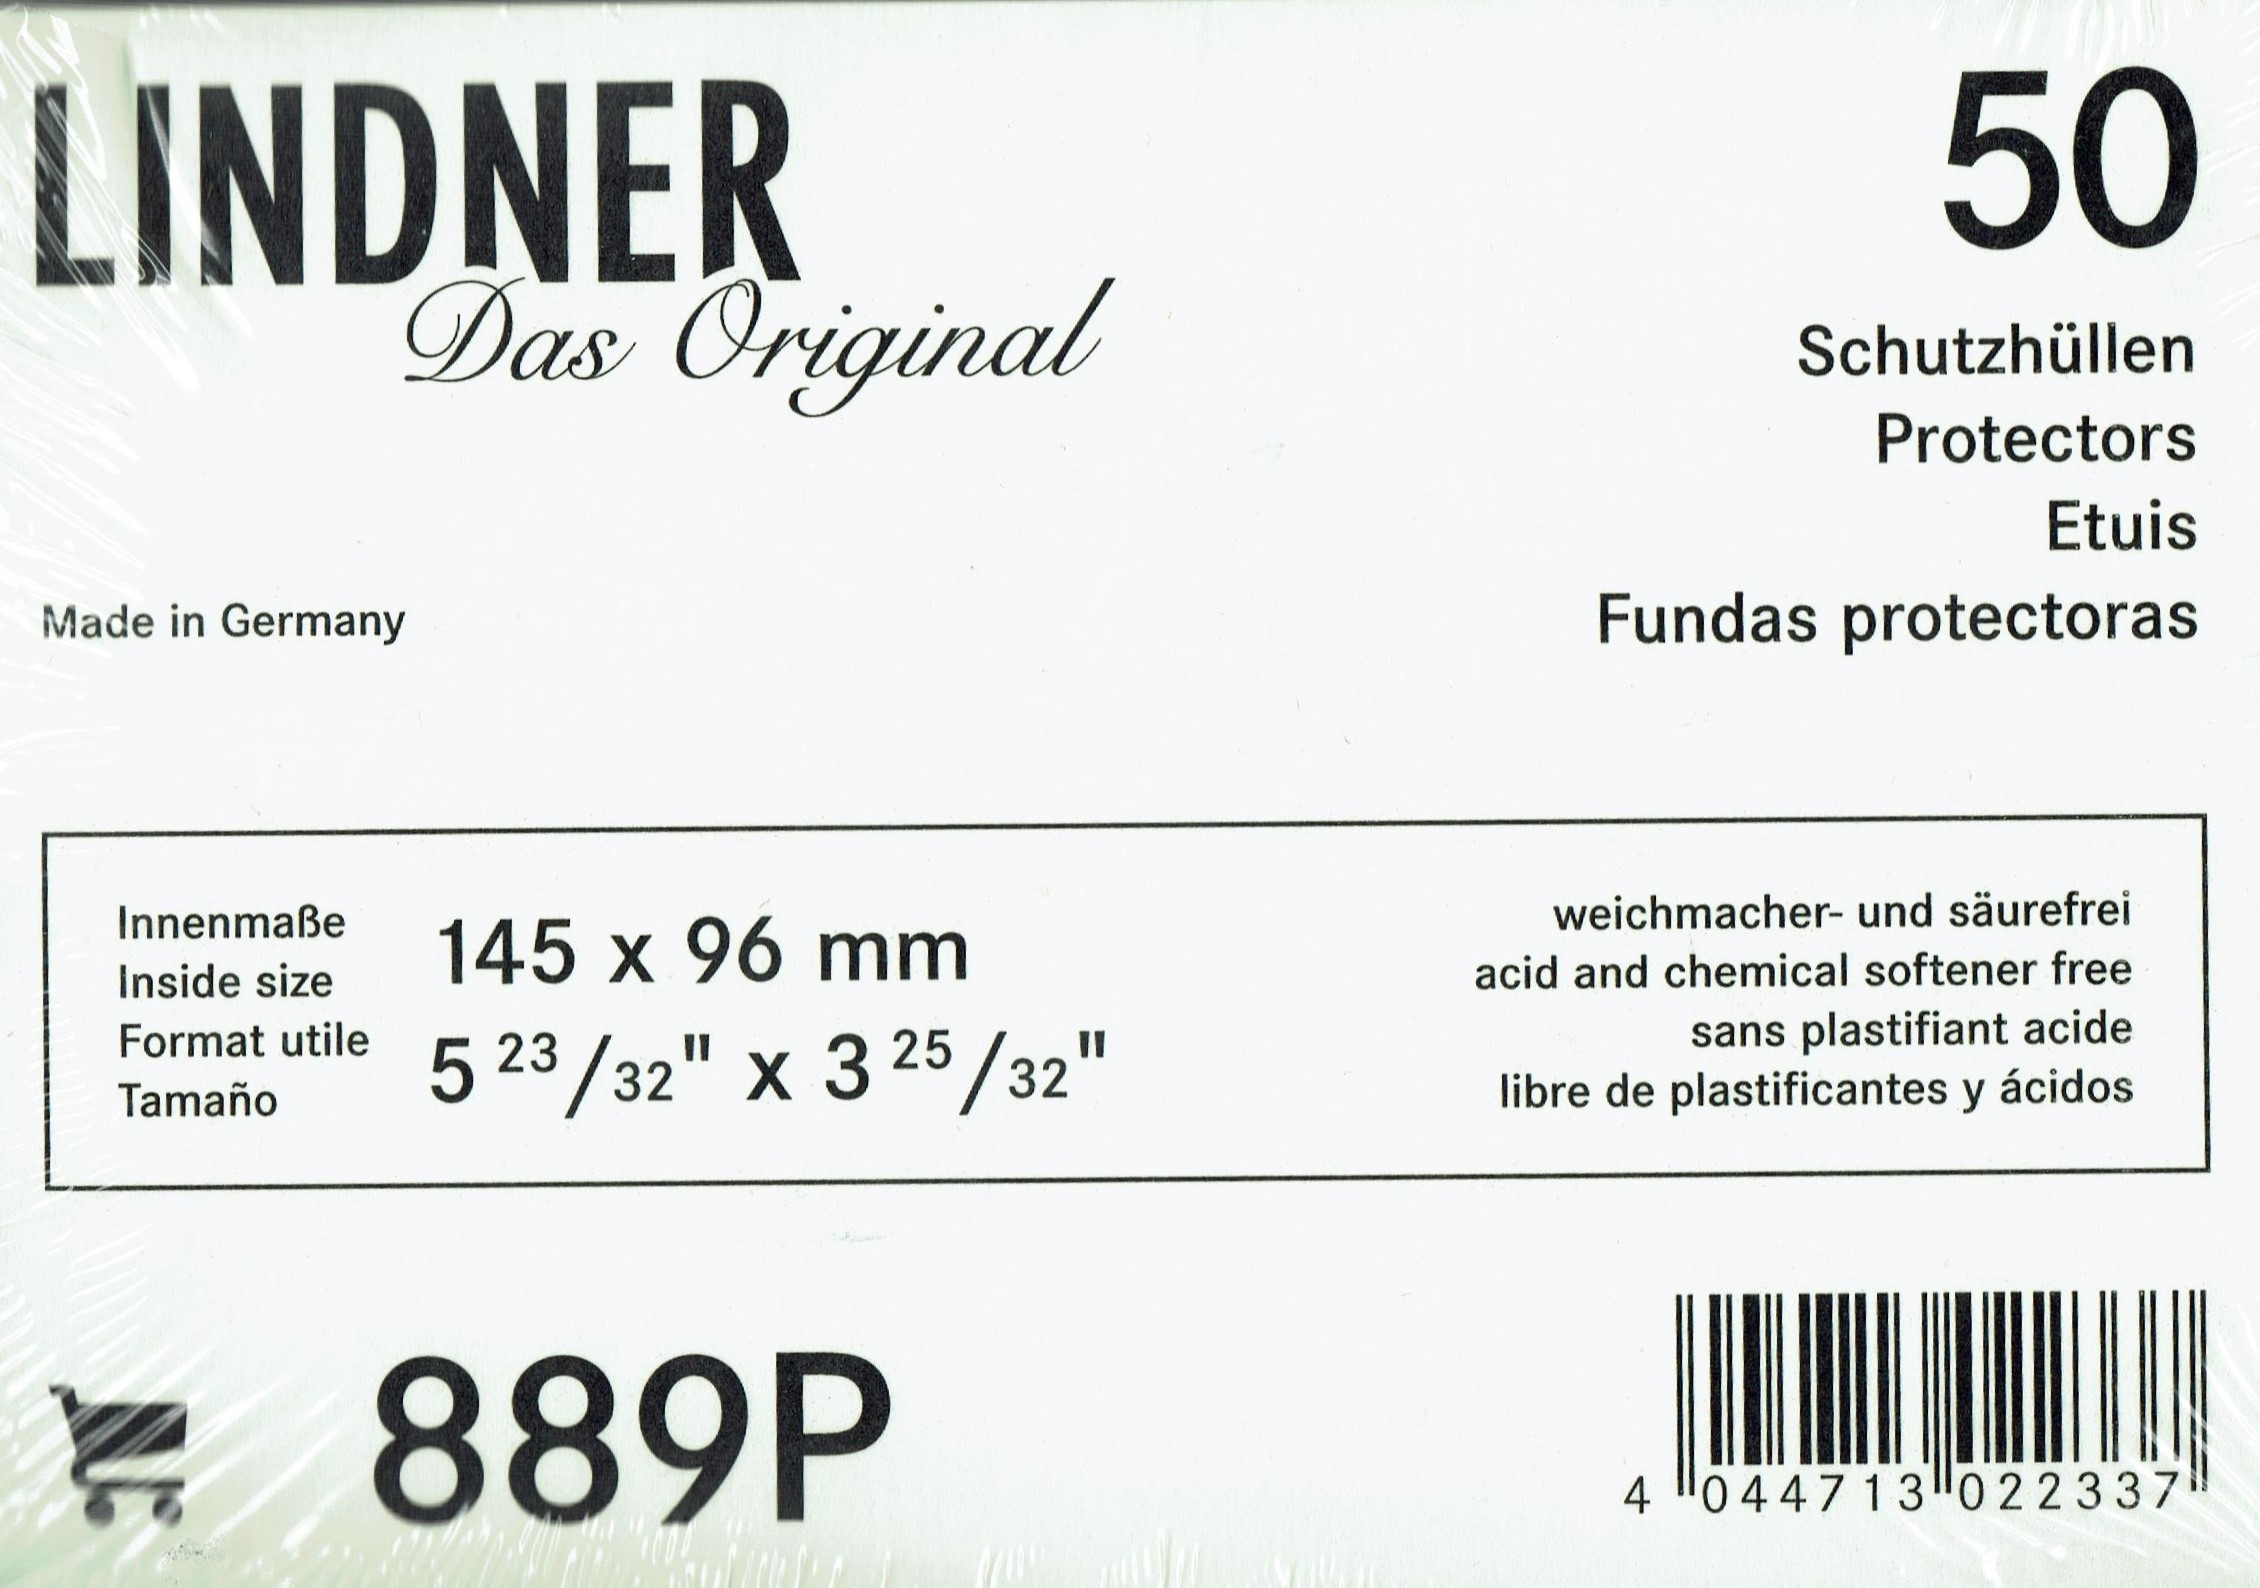 LINDNER
Das Original
50
Schutzhüllen
Protectors
Etuis
Fundas protectoras
Made in Germany
Innenmaße
Inside size
Format utile
Tamaño
145 x 96 mm
5 23/32" x 3 25/32"
weichmacher- und säurefrei
acid and chemical softener free
sans plastifiant acide
libre de plastificantes y ácidos
889P
4 044713 022337